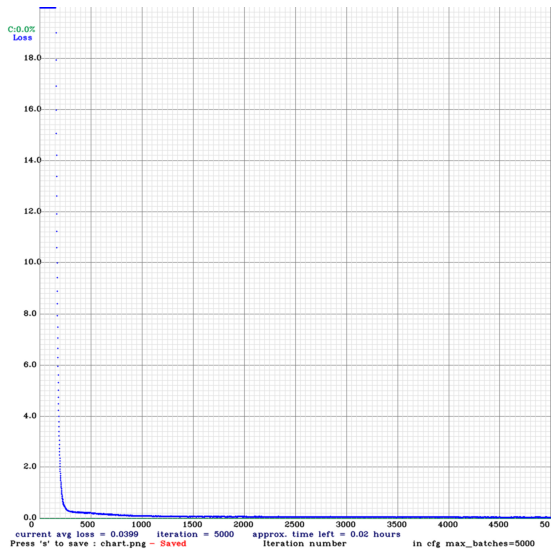 C:0.0%
Loss
18.0
16.0
14.0
12.0
10.0
8.0
6.0
4.0
2.0
0.0
0 500 1000 1500 2000 2500 3000 3500 4000 4500 50
current avg loss = 0.0399 iteration = 5000 approx. time left = 0.02 hours
Press 's' to save : chart.png - Saved Iteration number in cfg max_batches=5000